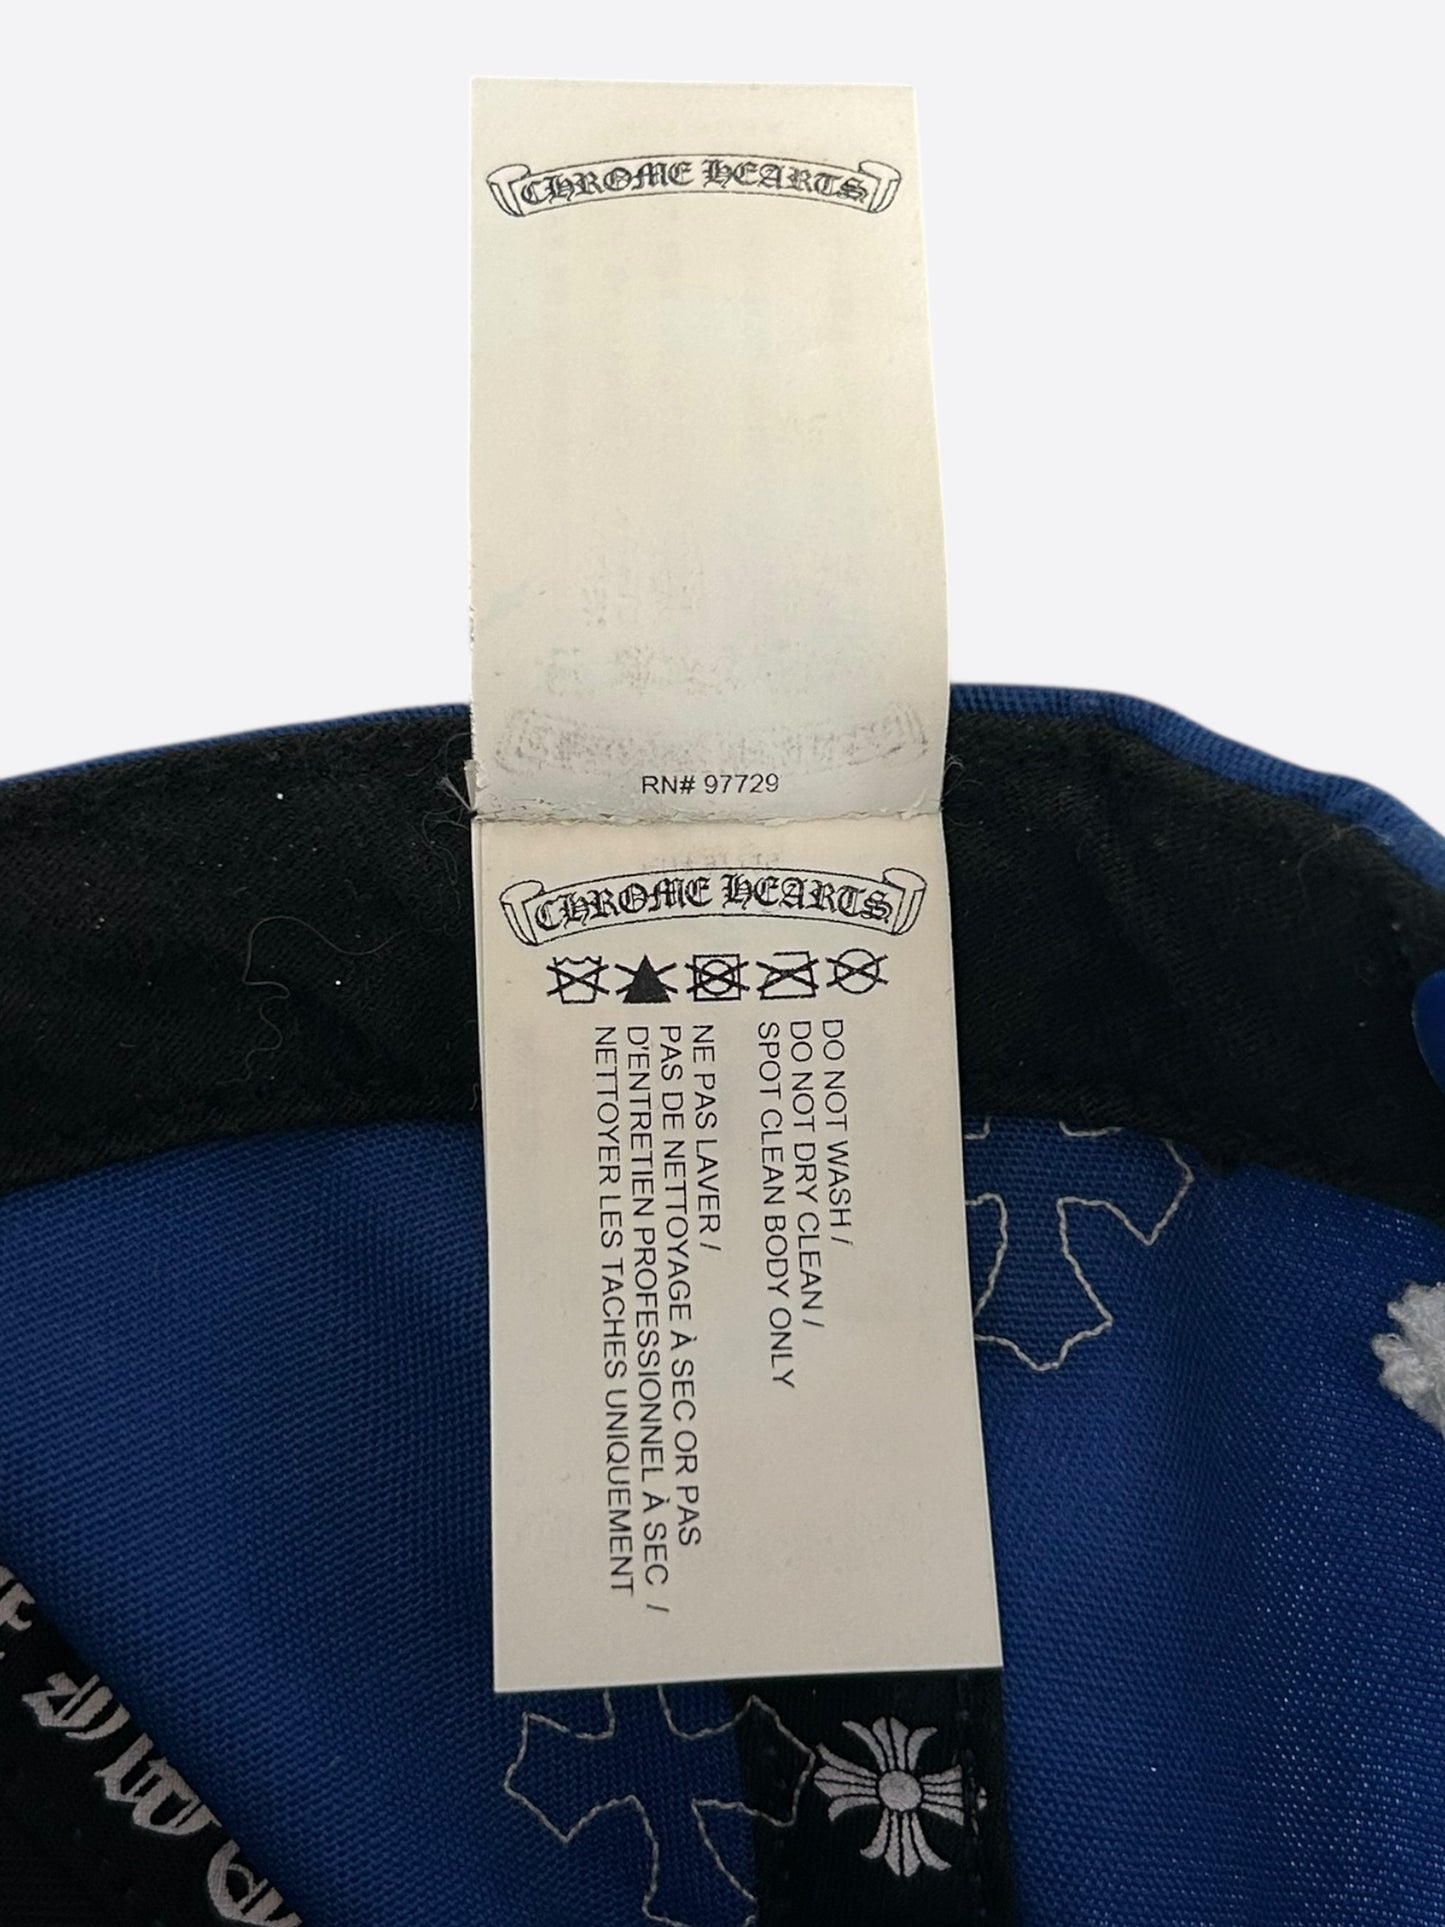 CHROME HEARTS
RN# 97729
CHROME HEARTS
DO NOT WASH /
DO NOT DRY CLEAN /
SPOT CLEAN BODY ONLY
NE PAS LAVER /
PAS DE NETTOYAGE À SEC OR PAS
D'ENTRETIEN PROFESSIONNEL À SEC /
NETTOYER LES TACHES UNIQUEMENT